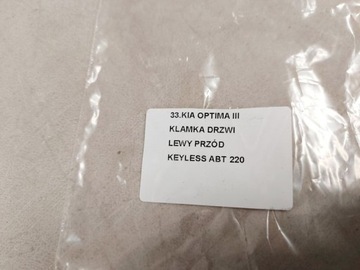 33.KIA OPTIMA III
KLAMKA DRZWI
LEWY PRZÓD
KEYLESS ABT 220